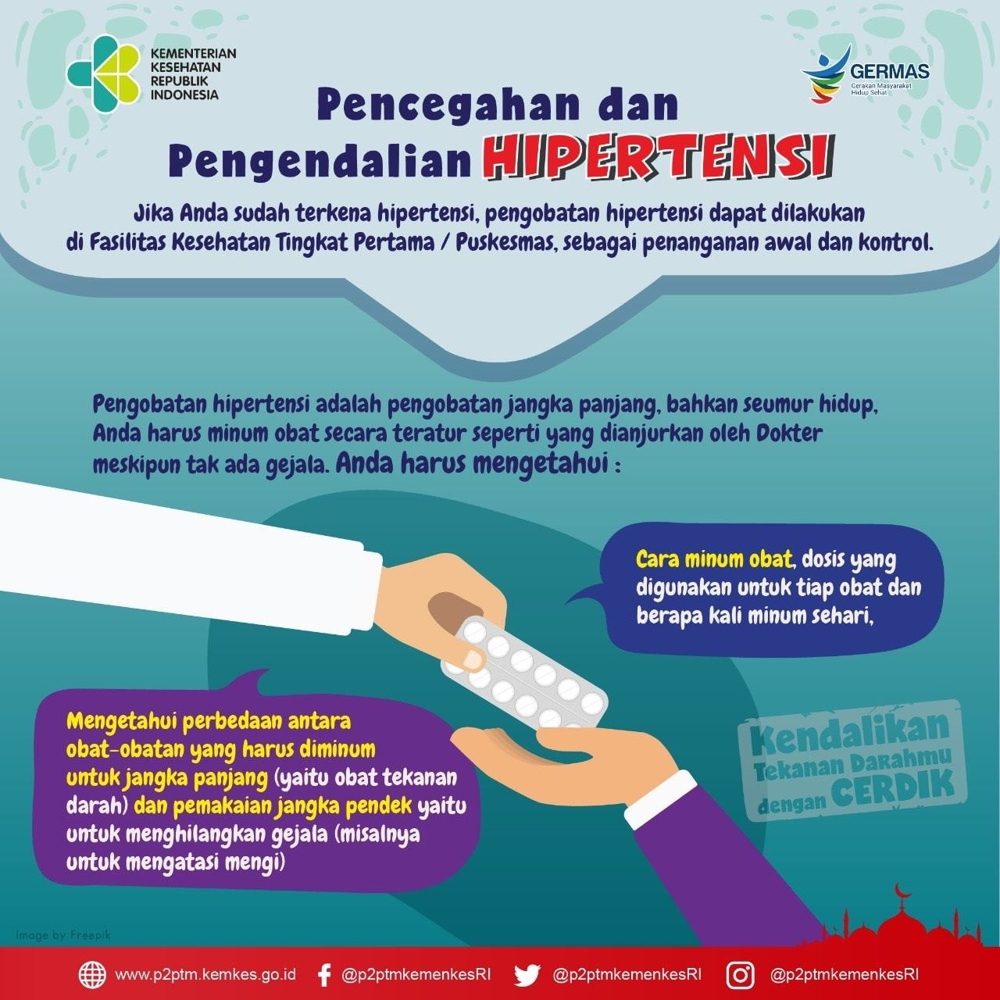 KEMENTERIAN
KESEHATAN
REPUBLIK
INDONESIA
GERMAS
Gerakan Masyarakat
Hidup Sehat
Pencegahan dan
Pengendalian HIPERTENSI
Jika Anda sudah terkena hipertensi, pengobatan hipertensi dapat dilakukan
di Fasilitas Kesehatan Tingkat Pertama / Puskesmas, sebagai penanganan awal dan kontrol.
Pengobatan hipertensi adalah pengobatan jangka panjang, bahkan seumur hidup,
Anda harus minum obat secara teratur seperti yang dianjurkan oleh Dokter
meskipun tak ada gejala. Anda harus mengetahui :
Cara minum obat, dosis yang
digunakan untuk tiap obat dan
berapa kali minum sehari,
Mengetahui perbedaan antara
obat-obatan yang harus diminum
untuk jangka panjang (yaitu obat tekanan
darah) dan pemakaian jangka pendek yaitu
untuk menghilangkan gejala (misalnya
untuk mengatasi mengi)
Kendalikan
Tekanan Darahmu
dengan CERDIK
Image by Freepik
www.p2ptm.kemkes.go.id
@p2ptmkemenkesRI
@p2ptmkemenkesRI
@p2ptmkemenkesRI